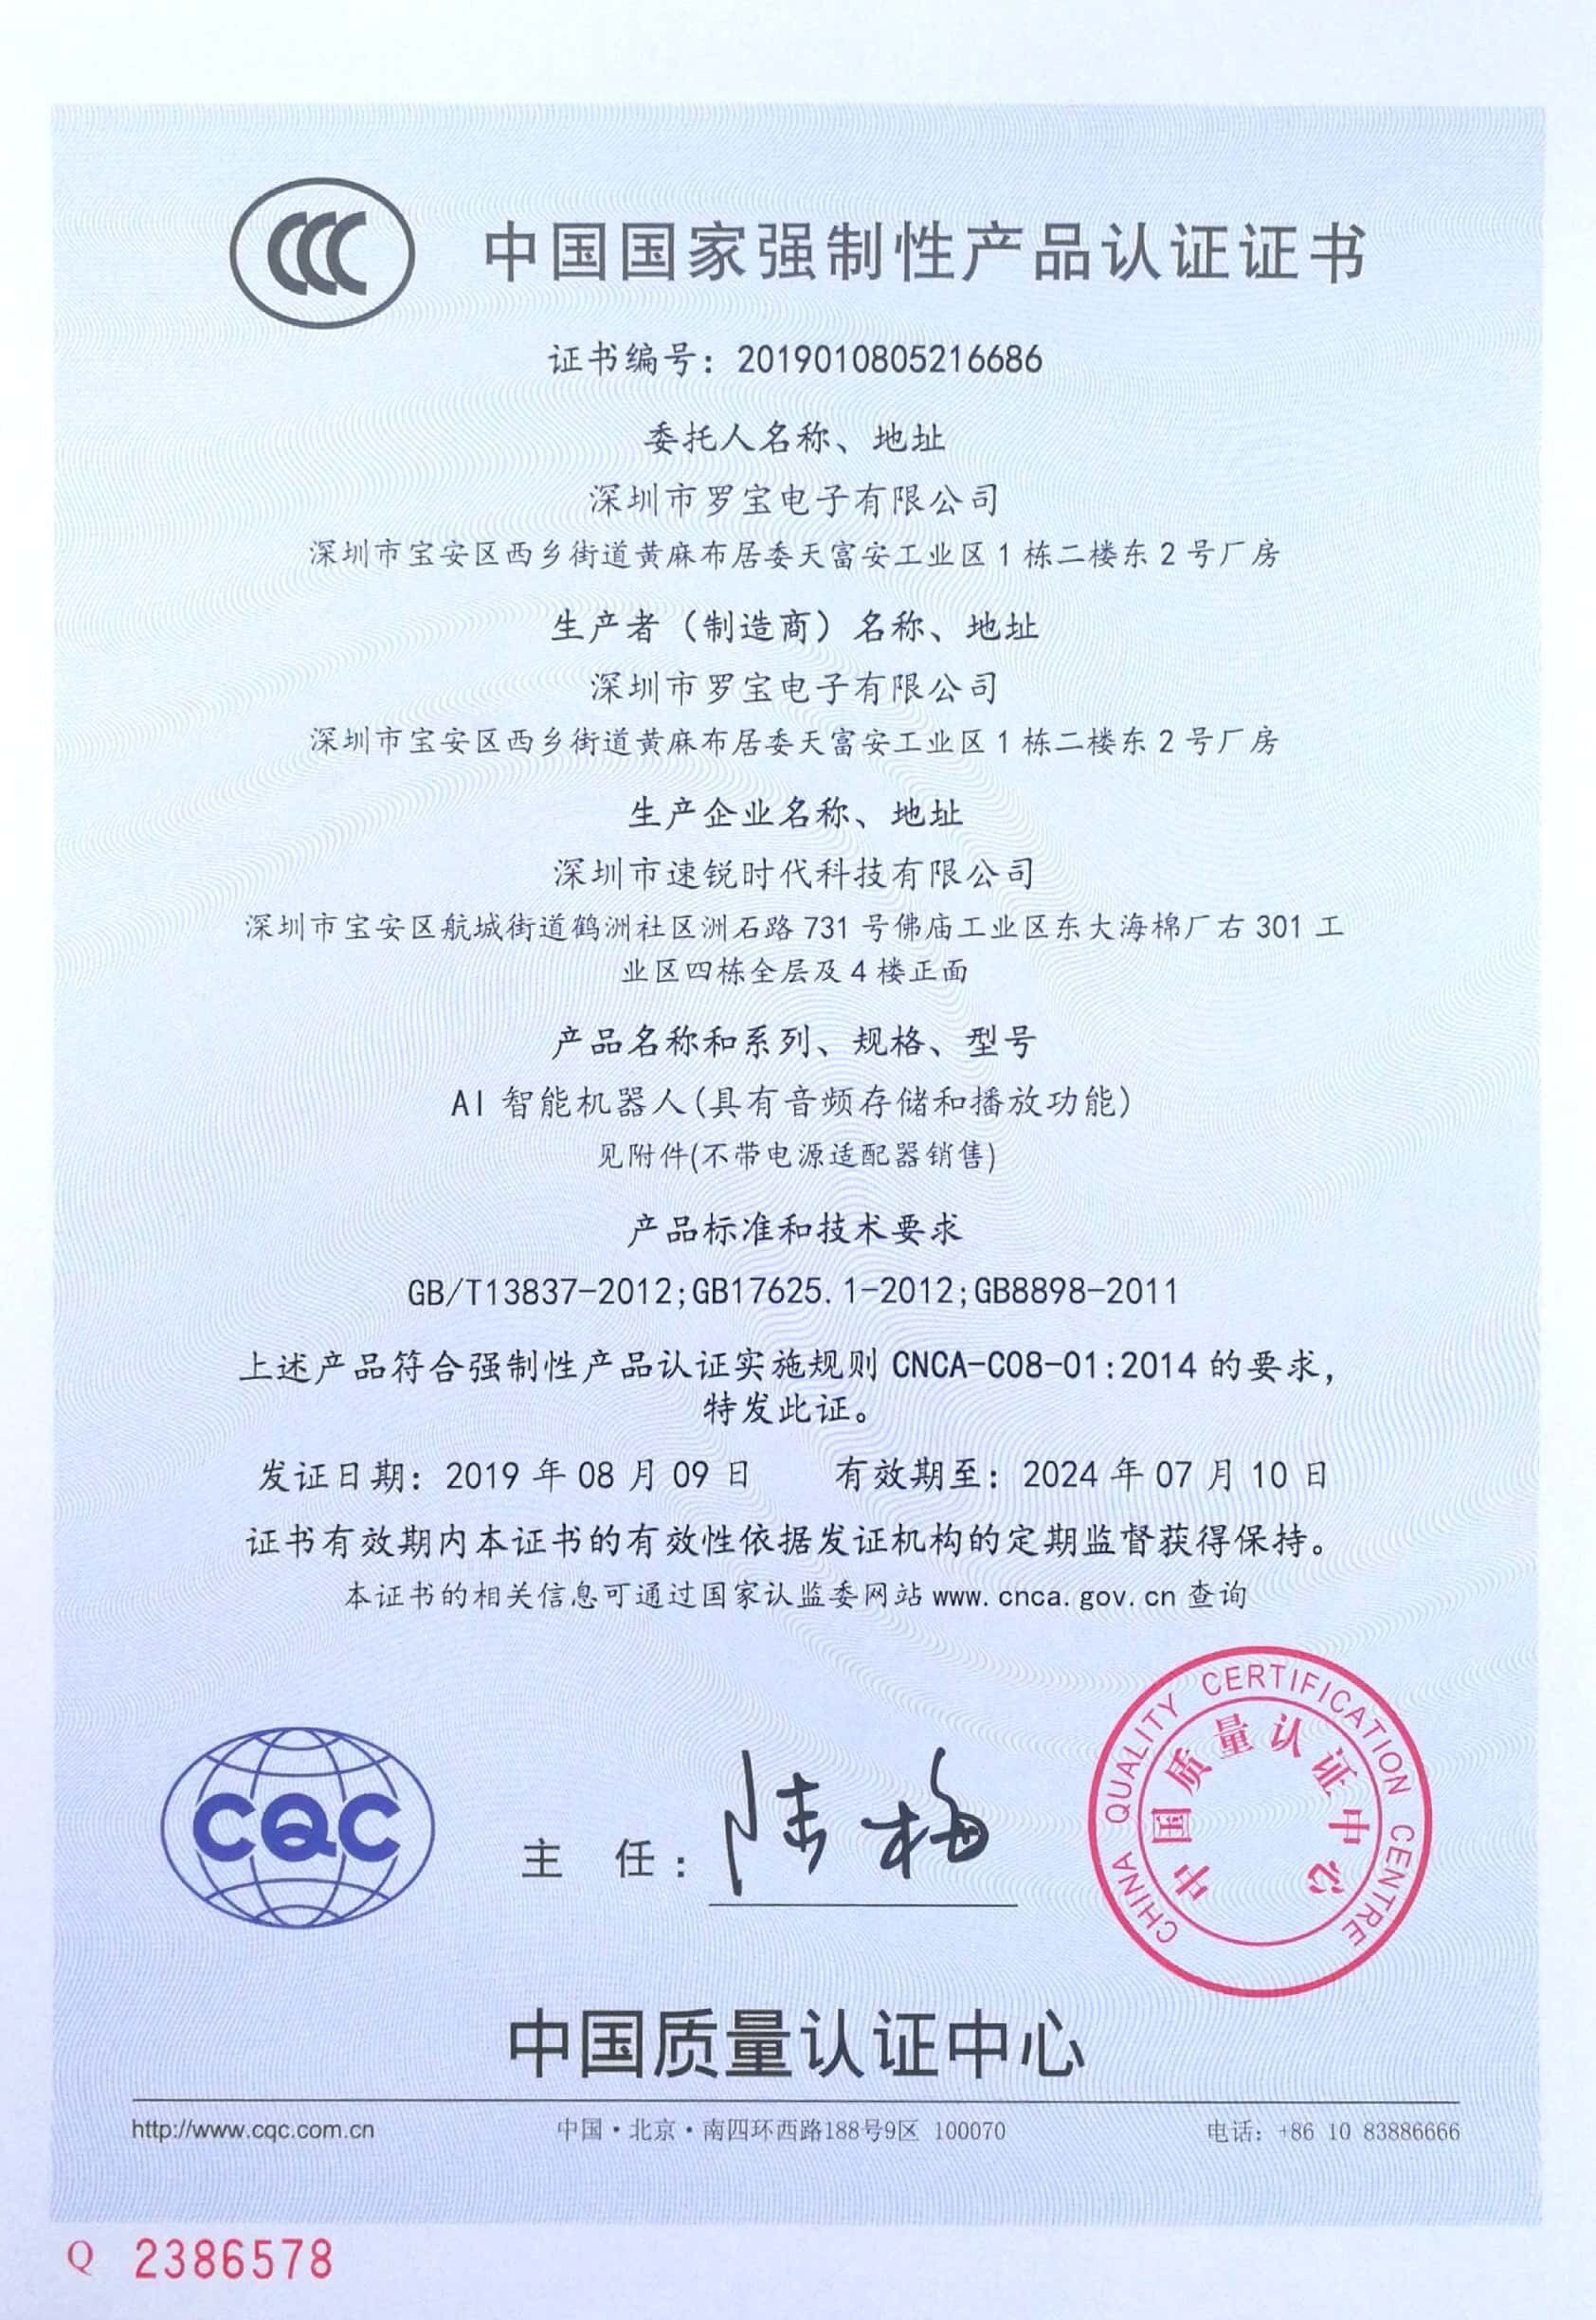 中国国家强制性产品认证证书
证书编号：2019010805216686
委托人名称、地址
深圳市罗宝电子有限公司
深圳市宝安区西乡街道黄麻布居委天富安工业区1栋二楼东2号厂房
生产者（制造商）名称、地址
深圳市罗宝电子有限公司
深圳市宝安区西乡街道黄麻布居委天富安工业区1栋二楼东2号厂房
生产企业名称、地址
深圳市速锐时代科技有限公司
深圳市宝安区航城街道鹤洲社区洲石路731号佛庙工业区东大海棉厂右301工
业区四栋全层及4楼正面
产品名称和系列、规格、型号
AI 智能机器人(具有音频存储和播放功能)
见附件(不带电源适配器销售)
产品标准和技术要求
GB/T13837-2012;GB17625.1-2012;GB8898-2011
上述产品符合强制性产品认证实施规则 CNCA-C08-01:2014 的要求，
特发此证。
发证日期：2019 年 08 月 09 日 有效期至：2024 年 07 月 10 日
证书有效期内本证书的有效性依据发证机构的定期监督获得保持。
本证书的相关信息可通过国家认监委网站 www.cnca.gov.cn 查询
CHINA QUALITY CERTIFICATION CENTRE
中国质量认证中心
CQC
主 任：陆梅
中国质量认证中心
http://www.cqc.com.cn 中国·北京·南四环西路188号9区 100070 电话：+86 10 83886666
Q 2386578